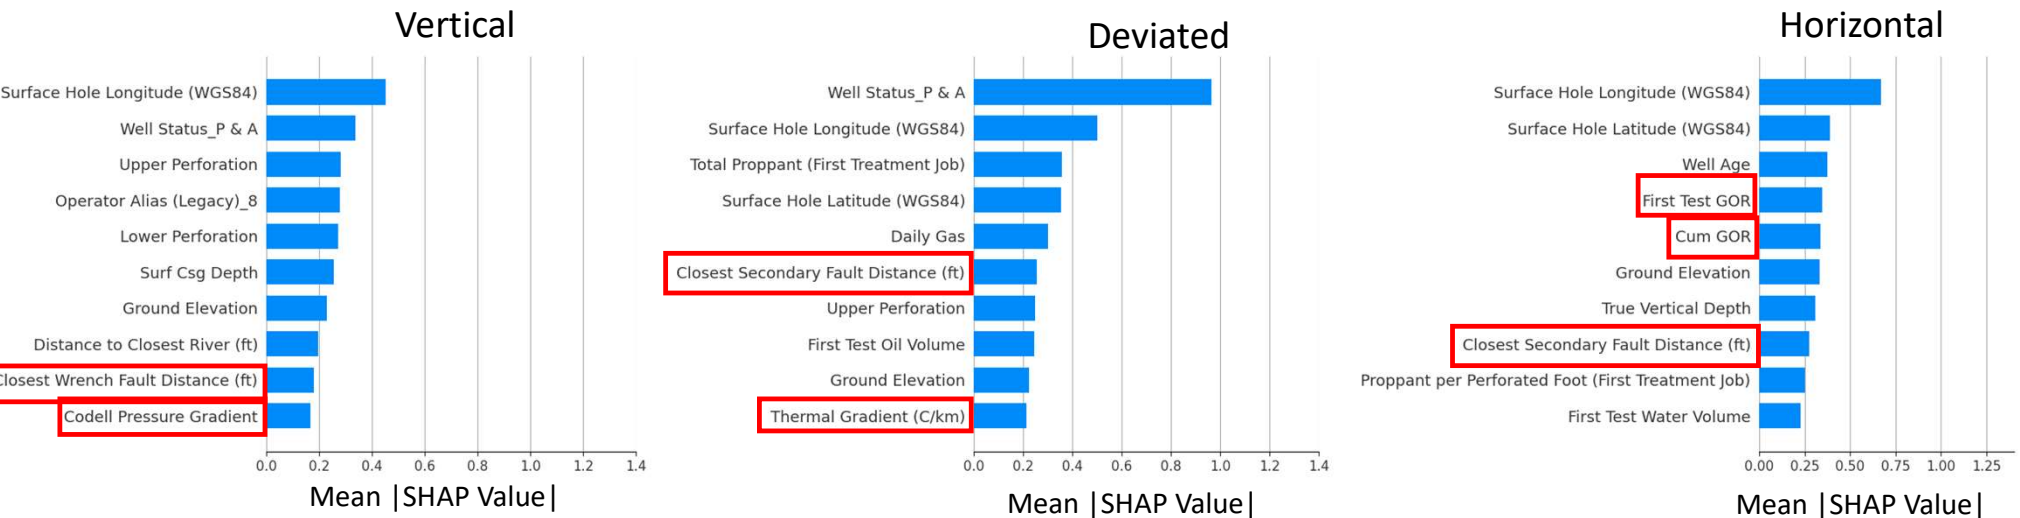 Vertical
Surface Hole Longitude (WGS84)
Well Status_P & A
Upper Perforation
Operator Alias (Legacy)_8
Lower Perforation
Surf Csg Depth
Ground Elevation
Distance to Closest River (ft)
Closest Wrench Fault Distance (ft)
Codell Pressure Gradient
0.0 0.2 0.4 0.6 0.8 1.0 1.2 1.4
Mean |SHAP Value|
Deviated
Well Status_P & A
Surface Hole Longitude (WGS84)
Total Proppant (First Treatment Job)
Surface Hole Latitude (WGS84)
Daily Gas
Closest Secondary Fault Distance (ft)
Upper Perforation
First Test Oil Volume
Ground Elevation
Thermal Gradient (C/km)
0.0 0.2 0.4 0.6 0.8 1.0 1.2 1.4
Mean |SHAP Value|
Horizontal
Surface Hole Longitude (WGS84)
Surface Hole Latitude (WGS84)
Well Age
First Test GOR
Cum GOR
Ground Elevation
True Vertical Depth
Closest Secondary Fault Distance (ft)
Proppant per Perforated Foot (First Treatment Job)
First Test Water Volume
0.00 0.25 0.50 0.75 1.00 1.25
Mean |SHAP Value|